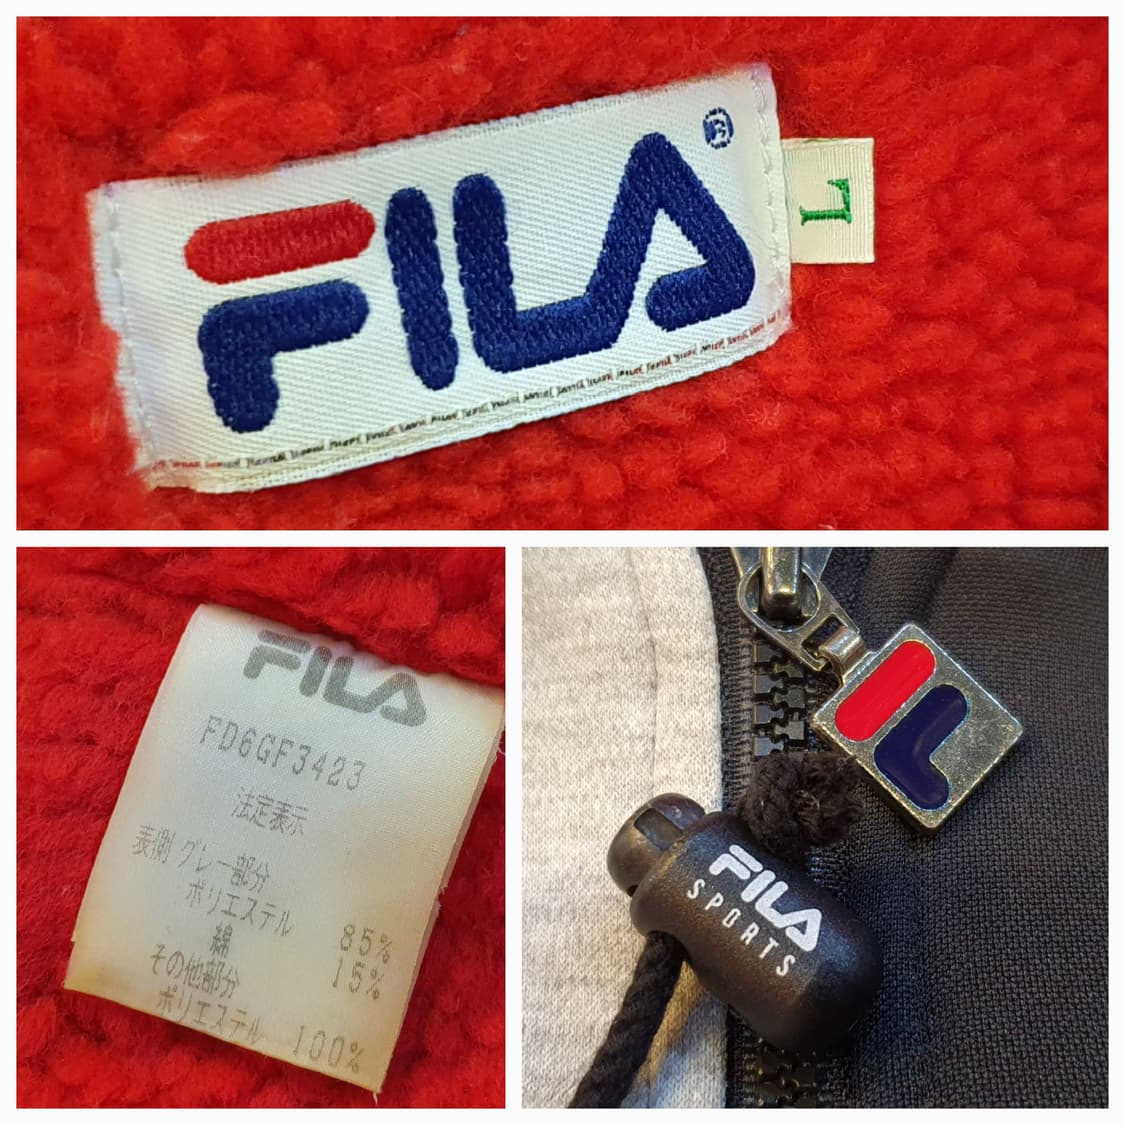 FILA®
L
FILA
FD6GF3423
法定表示
表側 グレー部分
ポリエステル 85%
綿 15%
その他部分
ポリエステル 100%
F
FILA
SPORTS